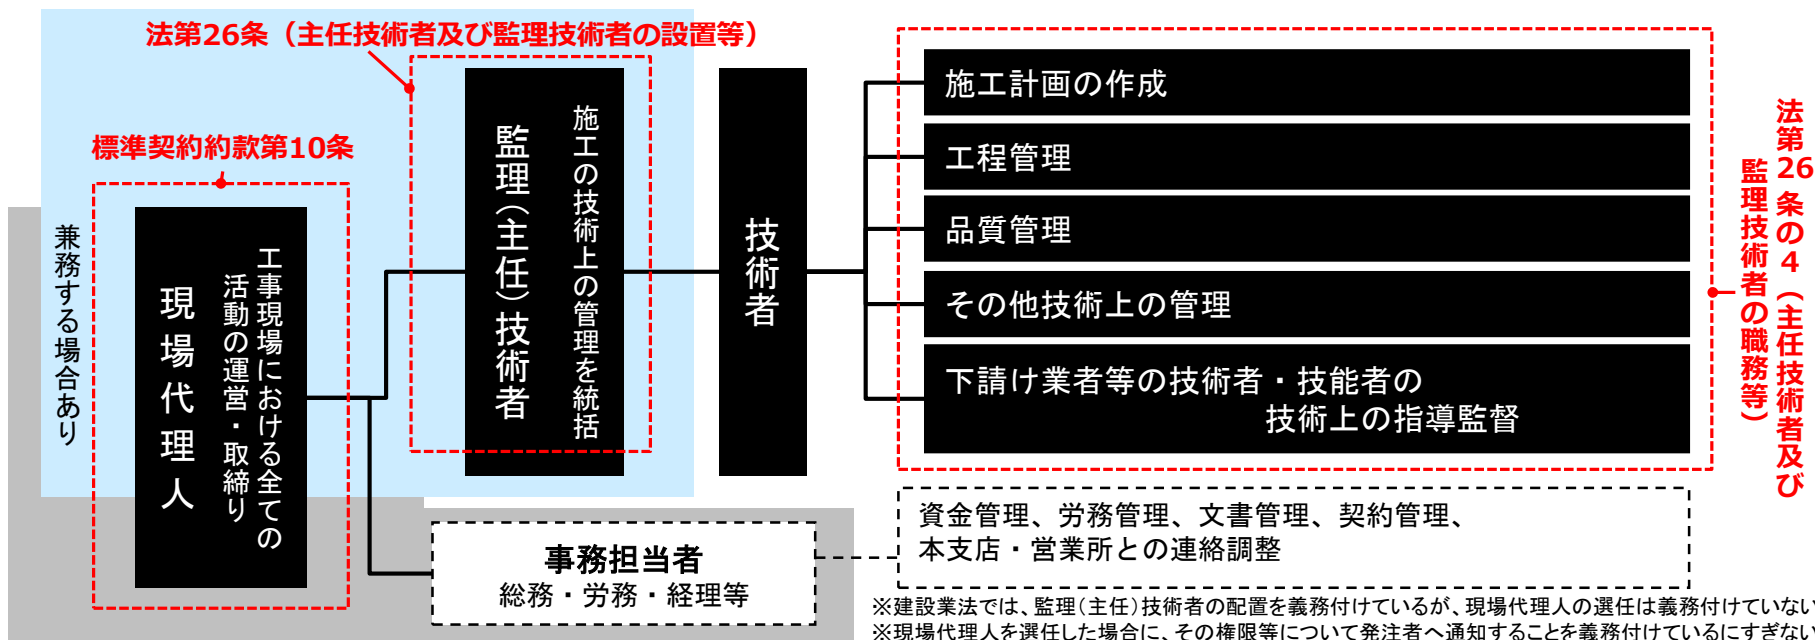 法第26条（主任技術者及び監理技術者の設置等）
標準契約約款第10条
兼務する場合あり
現場代理人
工事現場における全ての
活動の運営・取締り
監理（主任）技術者
施工の技術上の管理を統括
技術者
施工計画の作成
工程管理
品質管理
その他技術上の管理
下請け業者等の技術者・技能者の
技術上の指導監督
法第26条の４（主任技術者及び
監理技術者の職務等）
事務担当者
総務・労務・経理等
資金管理、労務管理、文書管理、契約管理、
本支店・営業所との連絡調整
※建設業法では、監理（主任）技術者の配置を義務付けているが、現場代理人の選任は義務付けていない
※現場代理人を選任した場合に、その権限等について発注者へ通知することを義務付けているにすぎない